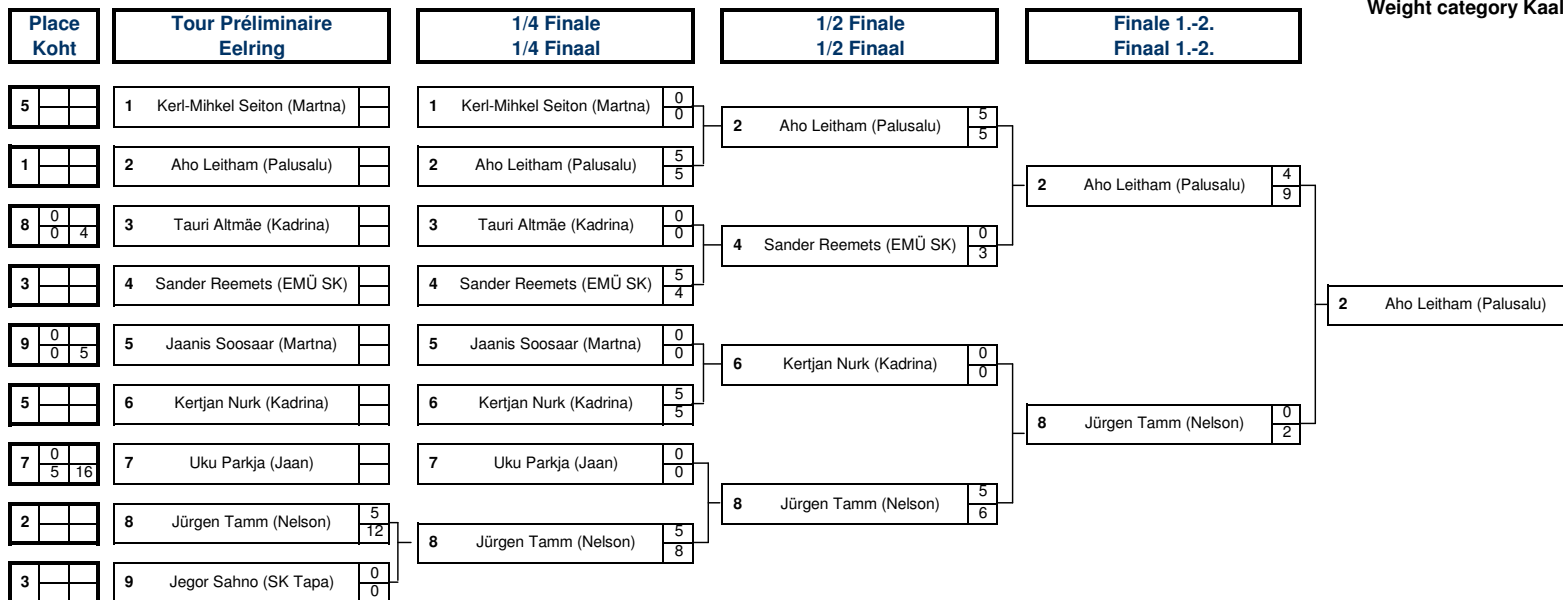 Weight category Kaal
Place Tour Préliminaire 1/4 Finale 1/2 Finale Finale 1.-2.
Koht Eelring 1/4 Finaal 1/2 Finaal Finaal 1.-2.
5
1 Kerl-Mihkel Seiton (Martna)
1 Kerl-Mihkel Seiton (Martna) 0
0
2 Aho Leitham (Palusalu) 5
5
1
2 Aho Leitham (Palusalu)
2 Aho Leitham (Palusalu) 5
5
2 Aho Leitham (Palusalu) 4
9
8 0
0 4
3 Tauri Altmäe (Kadrina)
3 Tauri Altmäe (Kadrina) 0
0
4 Sander Reemets (EMÜ SK) 0
3
3
4 Sander Reemets (EMÜ SK)
4 Sander Reemets (EMÜ SK) 5
4
2 Aho Leitham (Palusalu)
9 0
0 5
5 Jaanis Soosaar (Martna)
5 Jaanis Soosaar (Martna) 0
0
6 Kertjan Nurk (Kadrina) 0
0
5
6 Kertjan Nurk (Kadrina)
6 Kertjan Nurk (Kadrina) 5
5
8 Jürgen Tamm (Nelson) 0
2
7 0
5 16
7 Uku Parkja (Jaan)
7 Uku Parkja (Jaan) 0
0
8 Jürgen Tamm (Nelson) 5
6
2
8 Jürgen Tamm (Nelson) 5
12
8 Jürgen Tamm (Nelson) 5
8
3
9 Jegor Sahno (SK Tapa) 0
0